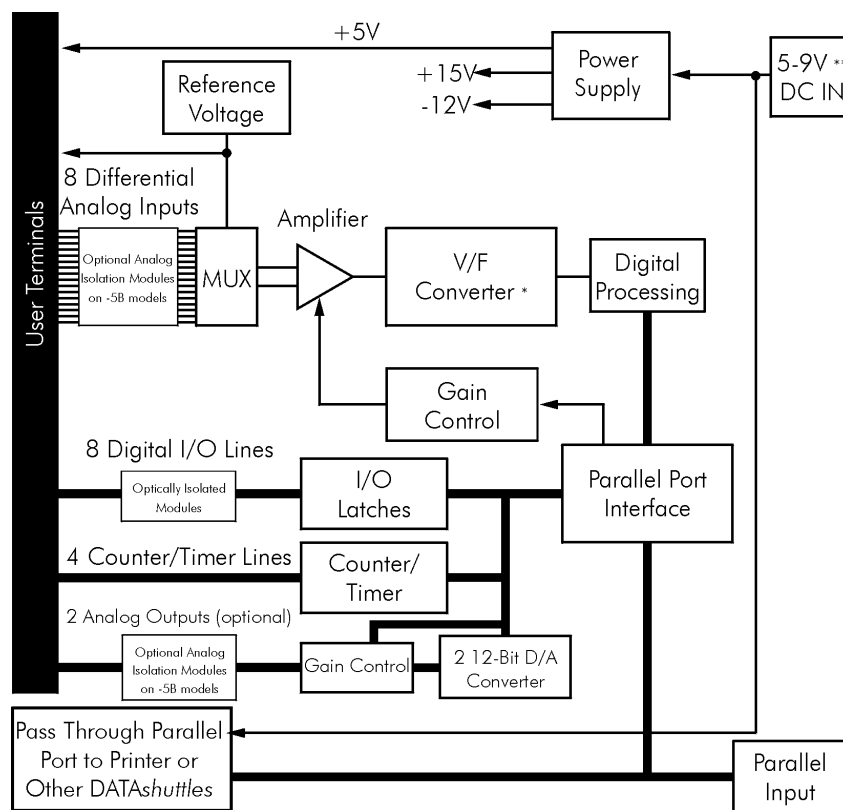 +5V
Power
Supply
5-9V **
DC IN
+15V
-12V
Reference
Voltage
8 Differential
Analog Inputs
User Terminals
Optional Analog
Isolation Modules
on -5B models
MUX
Amplifier
V/F
Converter *
Digital
Processing
Gain
Control
8 Digital I/O Lines
Optically Isolated
Modules
I/O
Latches
Parallel Port
Interface
4 Counter/Timer Lines
Counter/
Timer
2 Analog Outputs (optional)
Optional Analog
Isolation Modules
on -5B models
Gain Control
2 12-Bit D/A
Converter
Pass Through Parallel
Port to Printer or
Other DATAshuttles
Parallel
Input